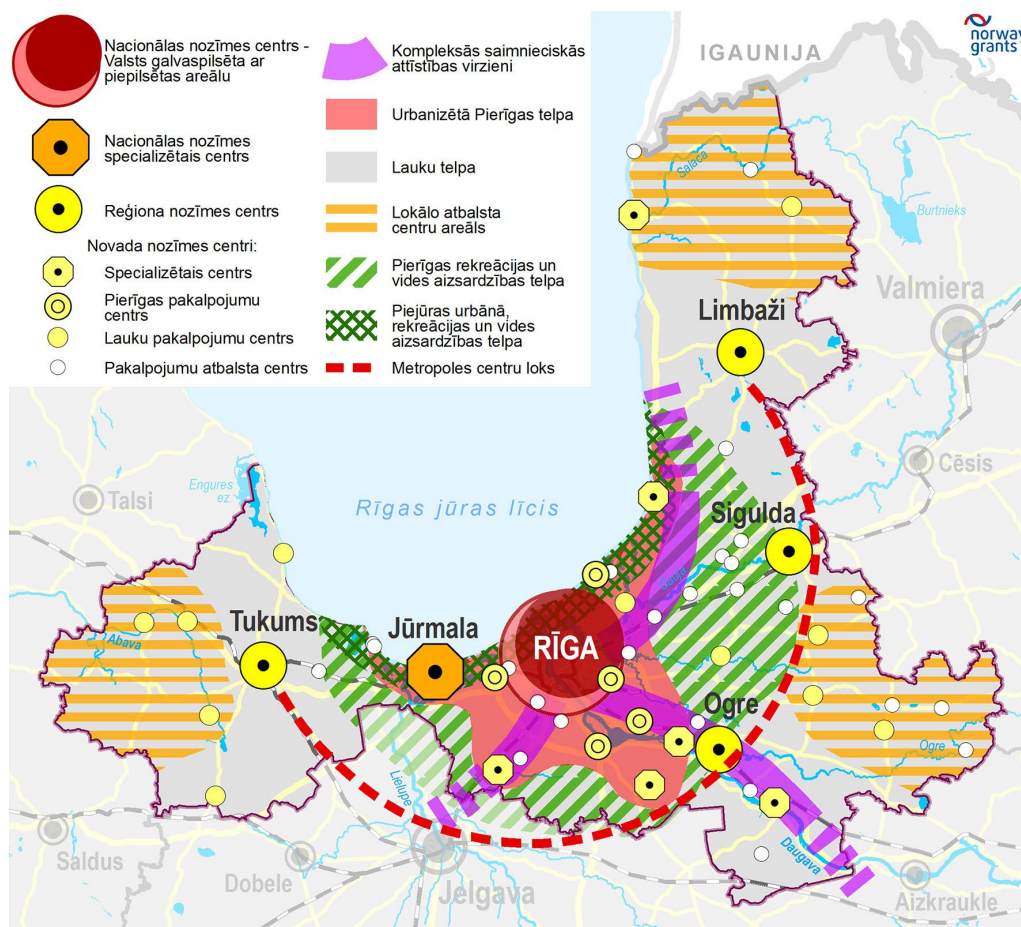 Nacionālas nozīmes centrs -
Valsts galvaspilsēta ar
piepilsētas areālu
Nacionālas nozīmes
specializētais centrs
Reģiona nozīmes centrs
Novada nozīmes centri:
Specializētais centrs
Pierīgas pakalpojumu
centrs
Lauku pakalpojumu centrs
Pakalpojumu atbalsta centrs
Kompleksās saimnieciskās
attīstības virzieni
Urbanizētā Pierīgas telpa
Lauku telpa
Lokālo atbalsta
centru areāls
Pierīgas rekreācijas un
vides aizsardzības telpa
Piejūras urbānā,
rekreācijas un vides
aizsardzības telpa
Metropoles centru loks
norway
grants
IGAUNIJA
Salaca
Burtnieks
Valmiera
Limbaži
Cēsis
Talsi
Engures
ez.
Rīgas jūras līcis
Sigulda
Gauja
Tukums
Abava
Jūrmala
RĪGA
Ogre
Ogre
Lielupe
Daugava
Saldus
Dobele
Jelgava
Aizkraukle